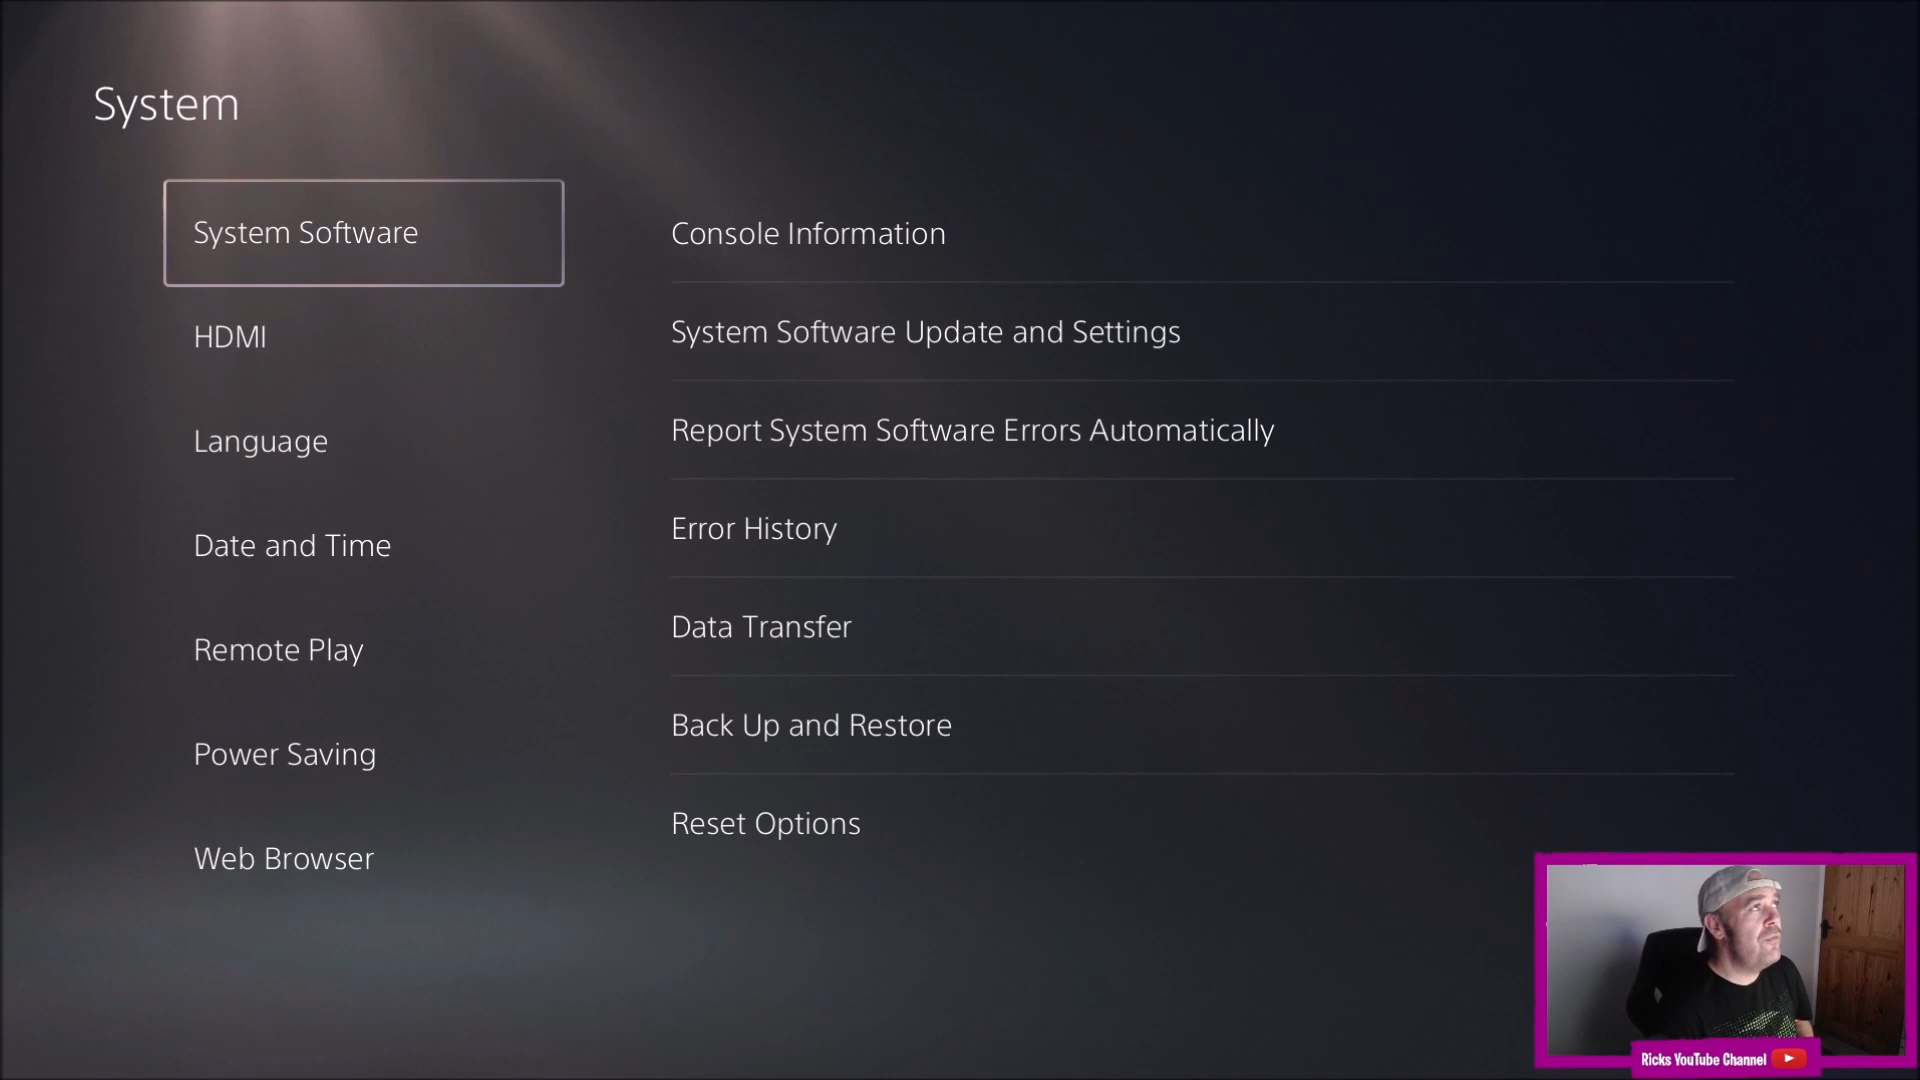 System
System Software
HDMI
Language
Date and Time
Remote Play
Power Saving
Web Browser
Console Information
System Software Update and Settings
Report System Software Errors Automatically
Error History
Data Transfer
Back Up and Restore
Reset Options
Ricks YouTube Channel